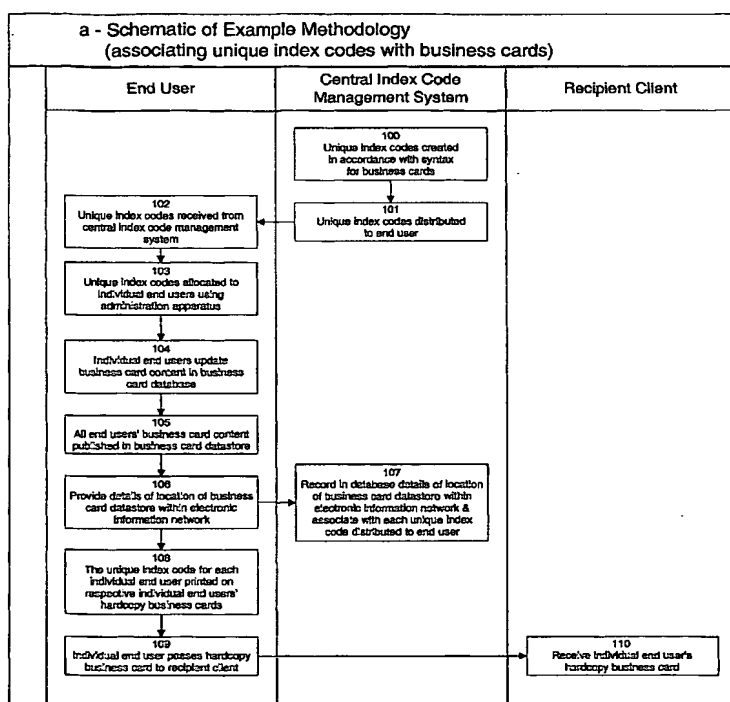 a - Schematic of Example Methodology
(associating unique index codes with business cards)
End User
Central Index Code
Management System
Recipient Client
100
Unique index codes created
in accordance with syntax
for business cards
102
Unique index codes received from
central index code management
system
101
Unique index codes distributed
to end user
103
Unique index codes allocated to
individual end users using
administration apparatus
104
Individual end users update
business card content in business
card database
105
All end users' business card content
published in business card datastore
106
Provide details of location of business
card datastore within electronic
information network
107
Record in database details of location
of business card datastore within
electronic information network &
associate with each unique index
code distributed to end user
108
The unique index code for each
individual end user printed on
respective individual end users'
hardcopy business cards
109
Individual end user passes hardcopy
business card to recipient client
110
Receive individual end user's
hardcopy business card